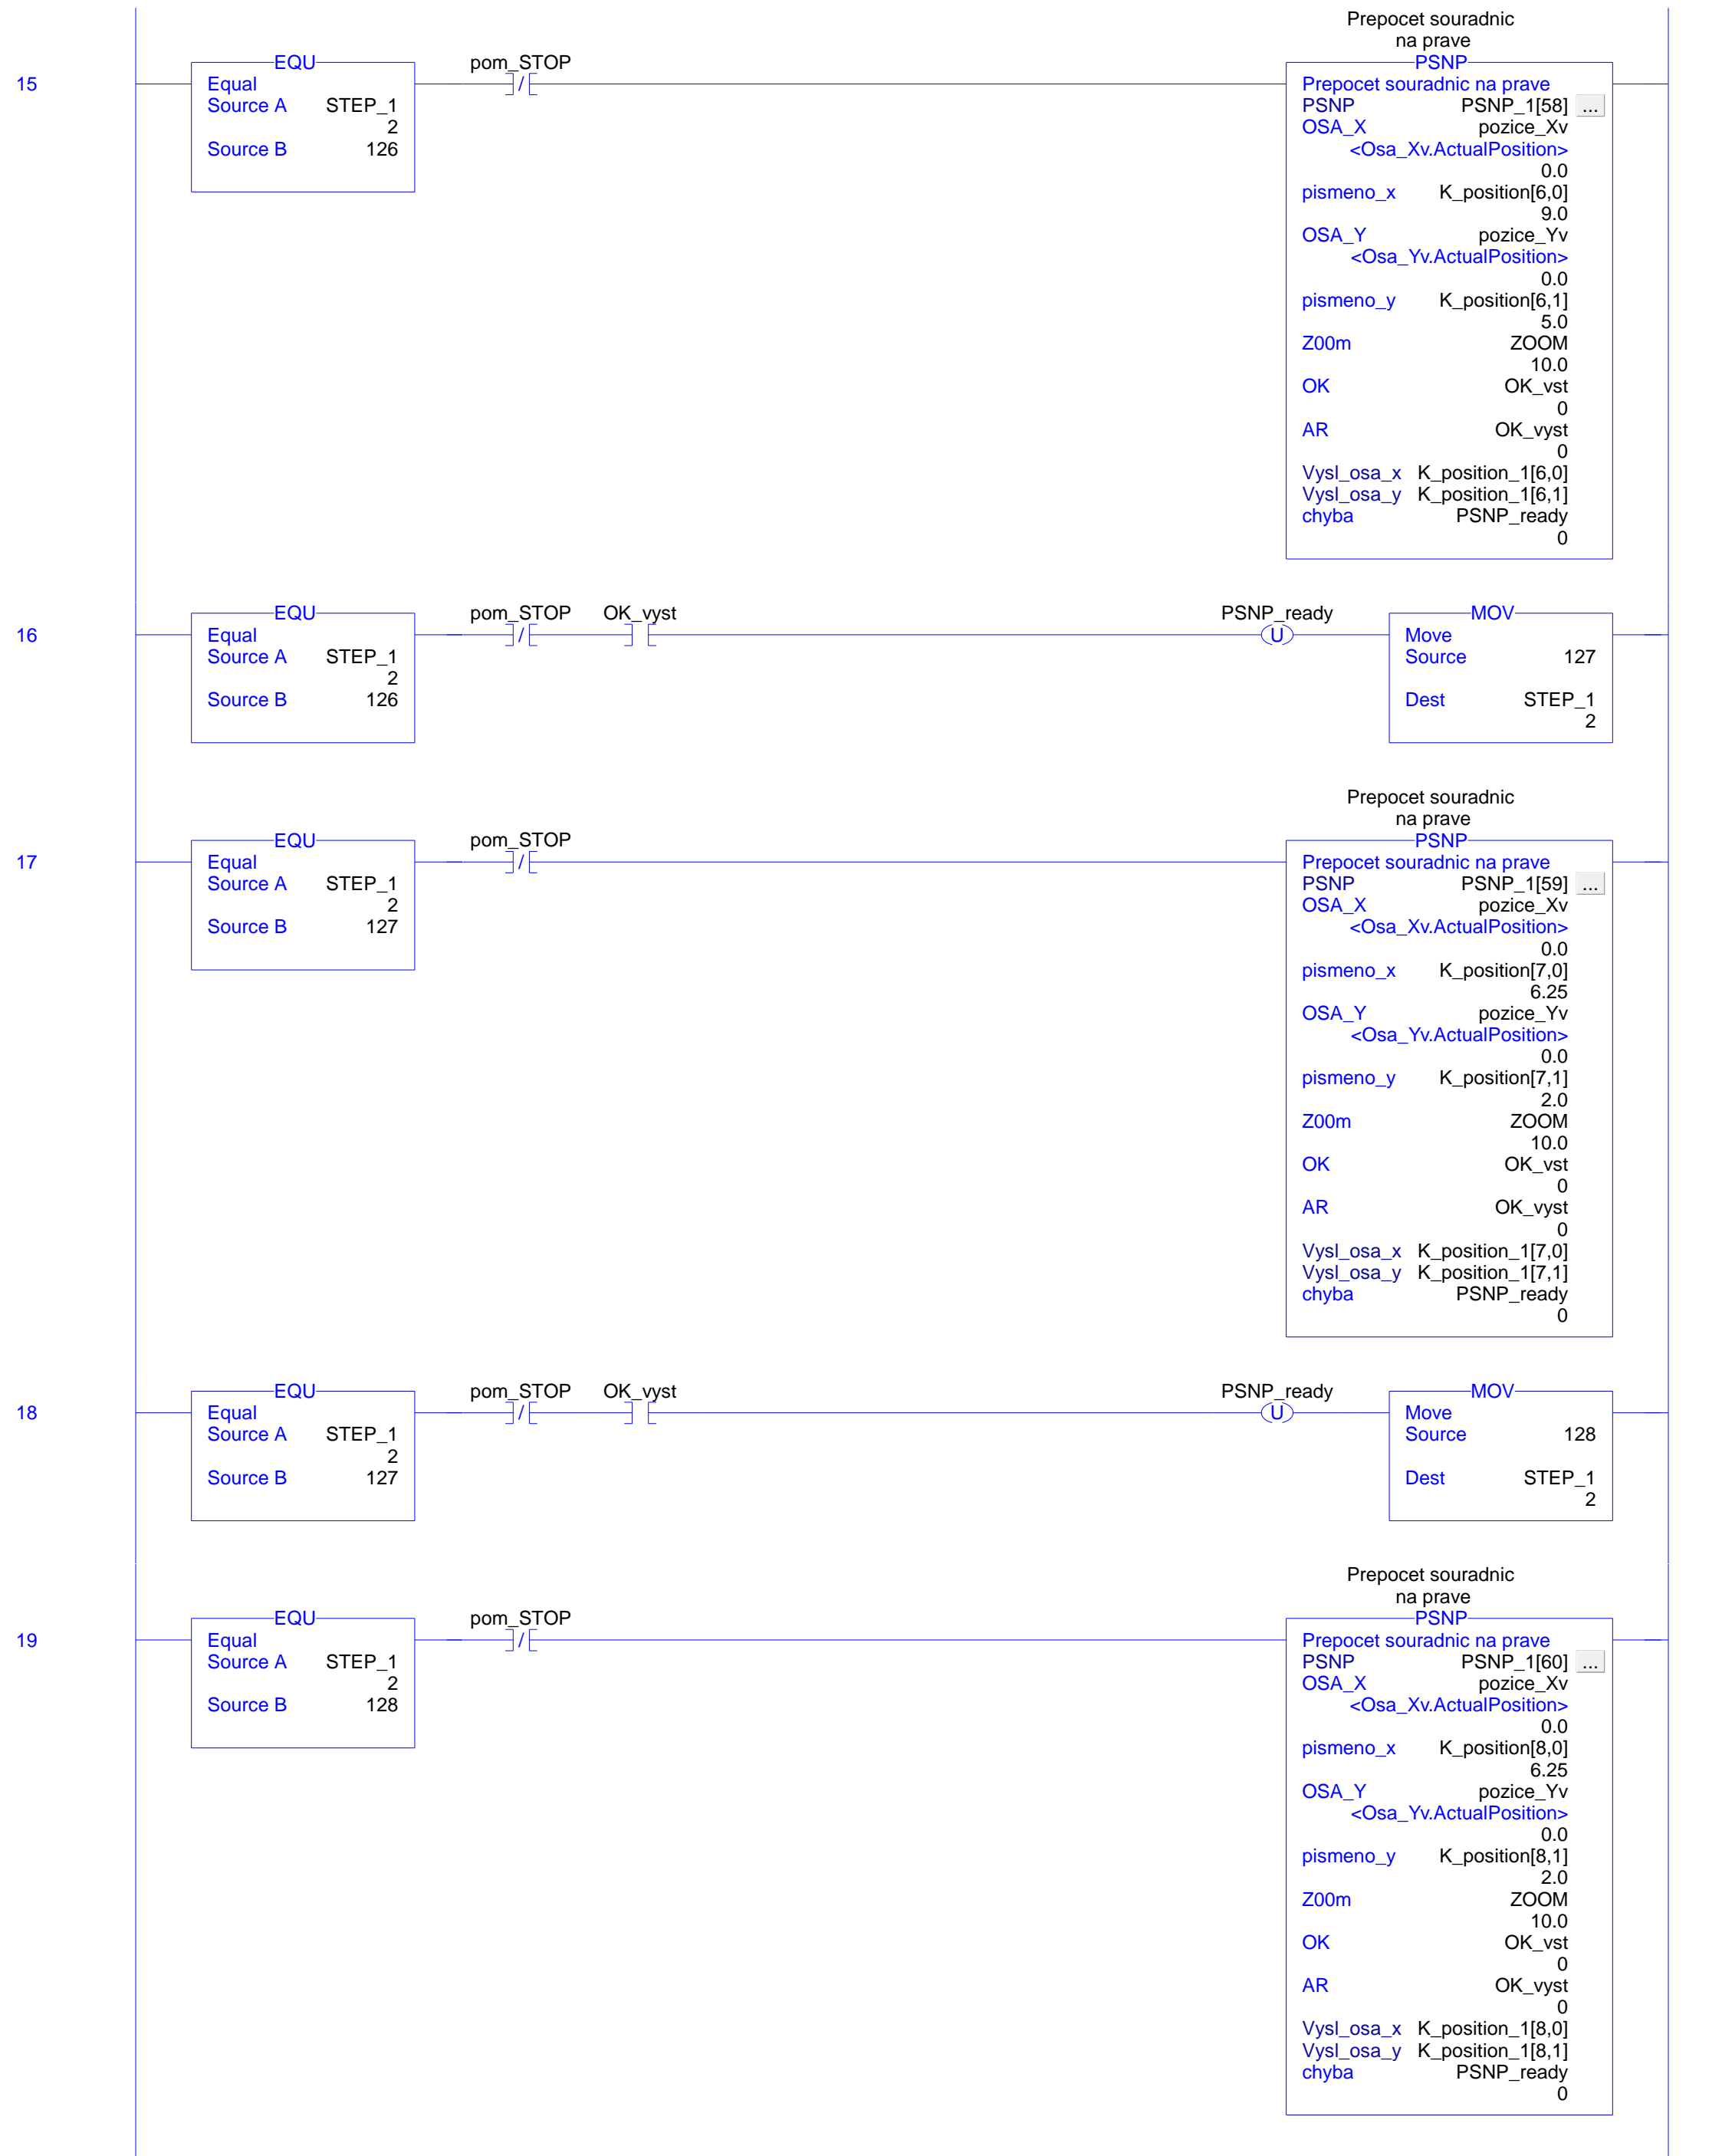 Prepocet souradnic
na prave
15
EQU
Equal
Source A STEP_1
2
Source B 126
pom_STOP
PSNP
Prepocet souradnic na prave
PSNP PSNP_1[58] ...
OSA_X pozice_Xv
<Osa_Xv.ActualPosition>
0.0
pismeno_x K_position[6,0]
9.0
OSA_Y pozice_Yv
<Osa_Yv.ActualPosition>
0.0
pismeno_y K_position[6,1]
5.0
Z00m ZOOM
10.0
OK OK_vst
0
AR OK_vyst
0
Vysl_osa_x K_position_1[6,0]
Vysl_osa_y K_position_1[6,1]
chyba PSNP_ready
0
16
EQU
Equal
Source A STEP_1
2
Source B 126
pom_STOP OK_vyst
PSNP_ready
U
MOV
Move
Source 127
Dest STEP_1
2
Prepocet souradnic
na prave
17
EQU
Equal
Source A STEP_1
2
Source B 127
pom_STOP
PSNP
Prepocet souradnic na prave
PSNP PSNP_1[59] ...
OSA_X pozice_Xv
<Osa_Xv.ActualPosition>
0.0
pismeno_x K_position[7,0]
6.25
OSA_Y pozice_Yv
<Osa_Yv.ActualPosition>
0.0
pismeno_y K_position[7,1]
2.0
Z00m ZOOM
10.0
OK OK_vst
0
AR OK_vyst
0
Vysl_osa_x K_position_1[7,0]
Vysl_osa_y K_position_1[7,1]
chyba PSNP_ready
0
18
EQU
Equal
Source A STEP_1
2
Source B 127
pom_STOP OK_vyst
PSNP_ready
U
MOV
Move
Source 128
Dest STEP_1
2
Prepocet souradnic
na prave
19
EQU
Equal
Source A STEP_1
2
Source B 128
pom_STOP
PSNP
Prepocet souradnic na prave
PSNP PSNP_1[60] ...
OSA_X pozice_Xv
<Osa_Xv.ActualPosition>
0.0
pismeno_x K_position[8,0]
6.25
OSA_Y pozice_Yv
<Osa_Yv.ActualPosition>
0.0
pismeno_y K_position[8,1]
2.0
Z00m ZOOM
10.0
OK OK_vst
0
AR OK_vyst
0
Vysl_osa_x K_position_1[8,0]
Vysl_osa_y K_position_1[8,1]
chyba PSNP_ready
0